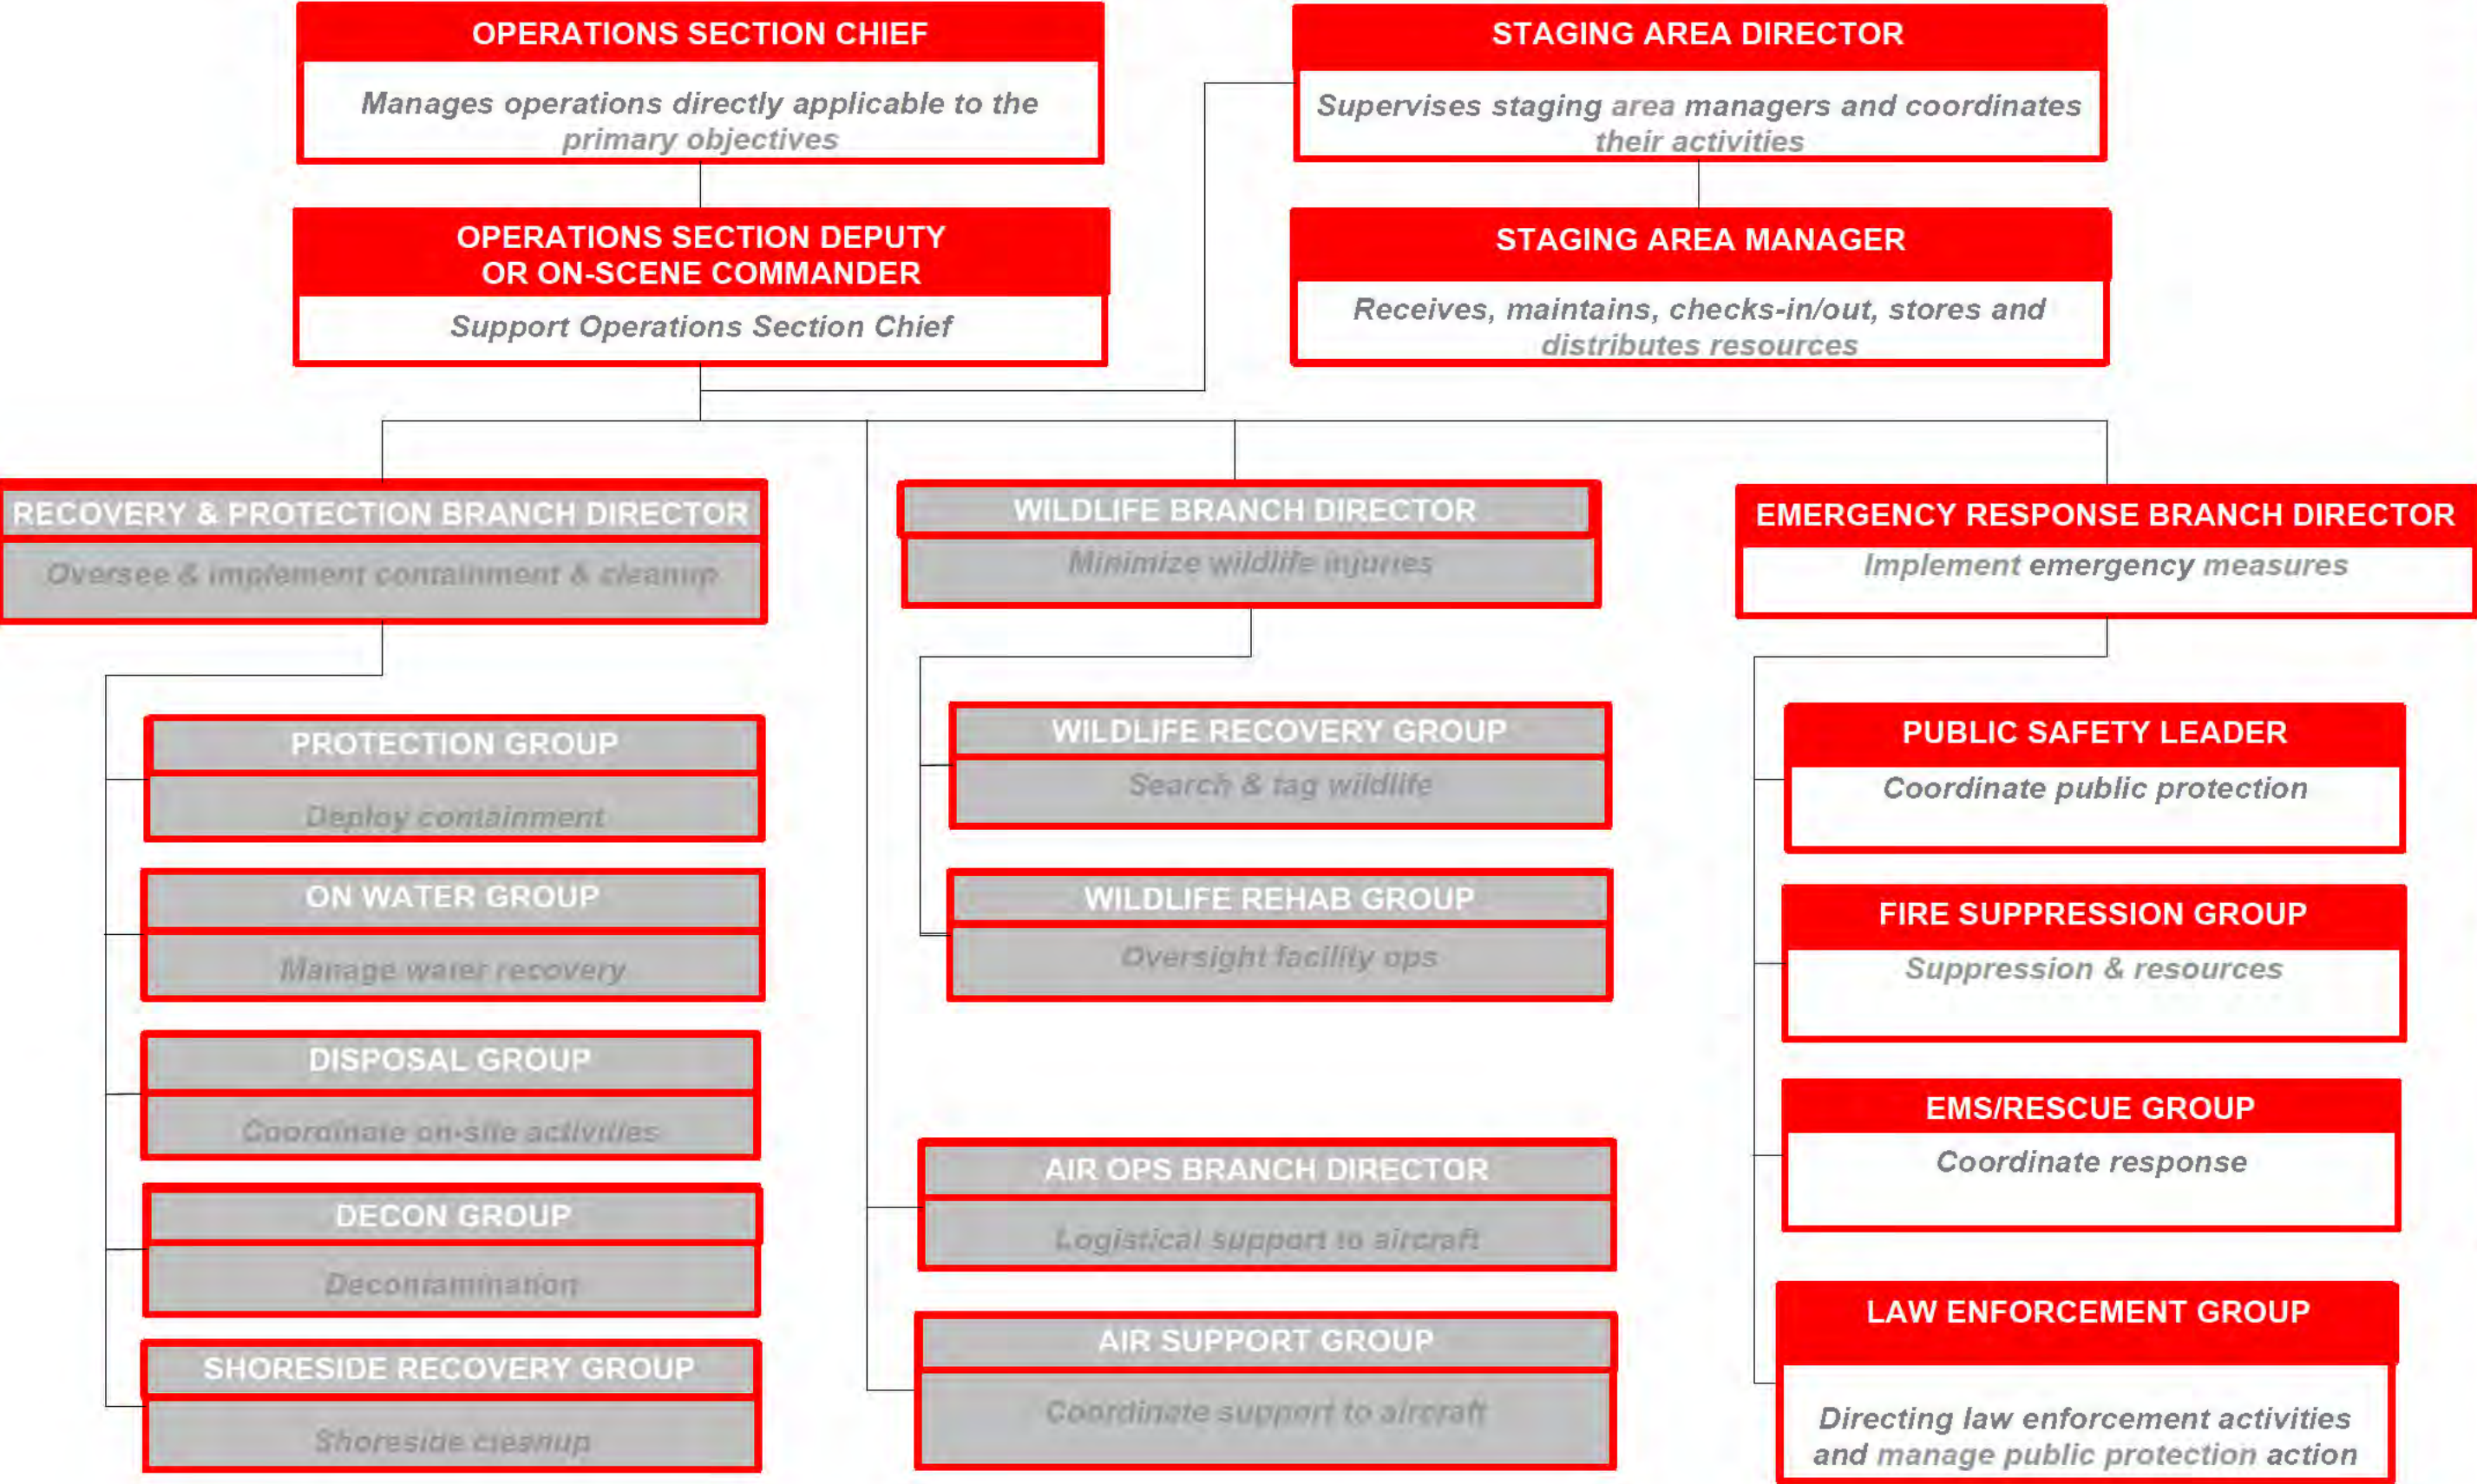 OPERATIONS SECTION CHIEF
Manages operations directly applicable to the
primary objectives
STAGING AREA DIRECTOR
Supervises staging area managers and coordinates
their activities
OPERATIONS SECTION DEPUTY
OR ON-SCENE COMMANDER
Support Operations Section Chief
STAGING AREA MANAGER
Receives, maintains, checks-in/out, stores and
distributes resources
RECOVERY & PROTECTION BRANCH DIRECTOR
Oversee & implement containment & cleanup
PROTECTION GROUP
Deploy containment
ON WATER GROUP
Manage water recovery
DISPOSAL GROUP
Coordinate on-site activities
DECON GROUP
Decontamination
SHORESIDE RECOVERY GROUP
Shoreside cleanup
WILDLIFE BRANCH DIRECTOR
Minimize wildlife injuries
WILDLIFE RECOVERY GROUP
Search & tag wildlife
WILDLIFE REHAB GROUP
Oversight facility ops
AIR OPS BRANCH DIRECTOR
Logistical support to aircraft
AIR SUPPORT GROUP
Coordinate support to aircraft
EMERGENCY RESPONSE BRANCH DIRECTOR
Implement emergency measures
PUBLIC SAFETY LEADER
Coordinate public protection
FIRE SUPPRESSION GROUP
Suppression & resources
EMS/RESCUE GROUP
Coordinate response
LAW ENFORCEMENT GROUP
Directing law enforcement activities
and manage public protection action